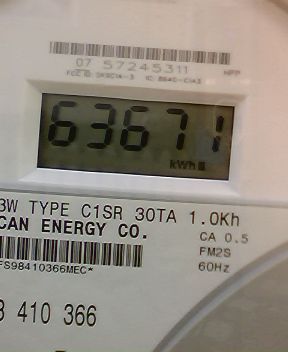 07 57245311
63671
kWh
3W TYPE C1SR 30TA 1.0Kh
CAN ENERGY CO.
CA 0.5
FM2S
60Hz
FS98410366MEC*
410 366